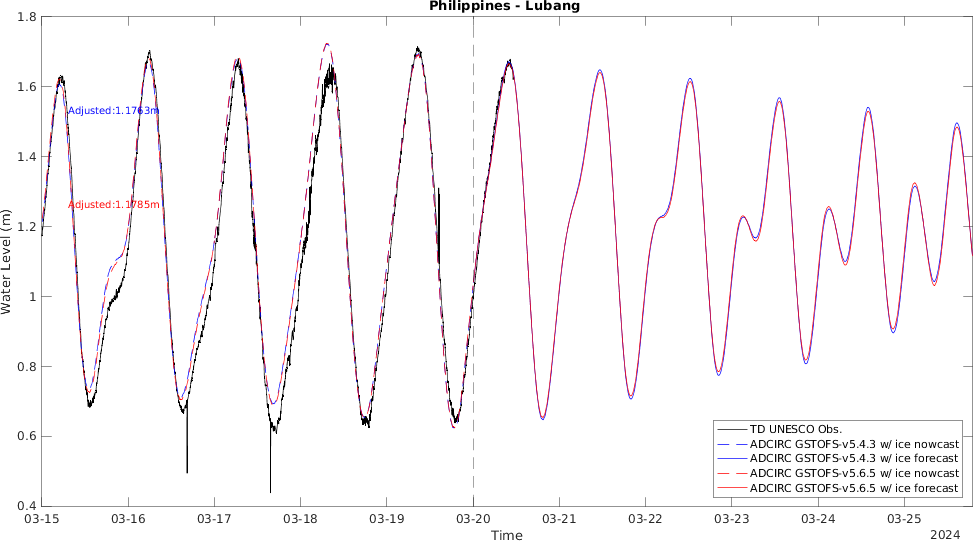 Philippines - Lubang
1.8
1.6
1.4
1.2
1
0.8
0.6
0.4
Water Level (m)
Adjusted:1.1763m
Adjusted:1.1785m
TD UNESCO Obs.
ADCIRC GSTOFS-v5.4.3 w/ ice nowcast
ADCIRC GSTOFS-v5.4.3 w/ ice forecast
ADCIRC GSTOFS-v5.6.5 w/ ice nowcast
ADCIRC GSTOFS-v5.6.5 w/ ice forecast
03-15 03-16 03-17 03-18 03-19 03-20 03-21 03-22 03-23 03-24 03-25
Time
2024